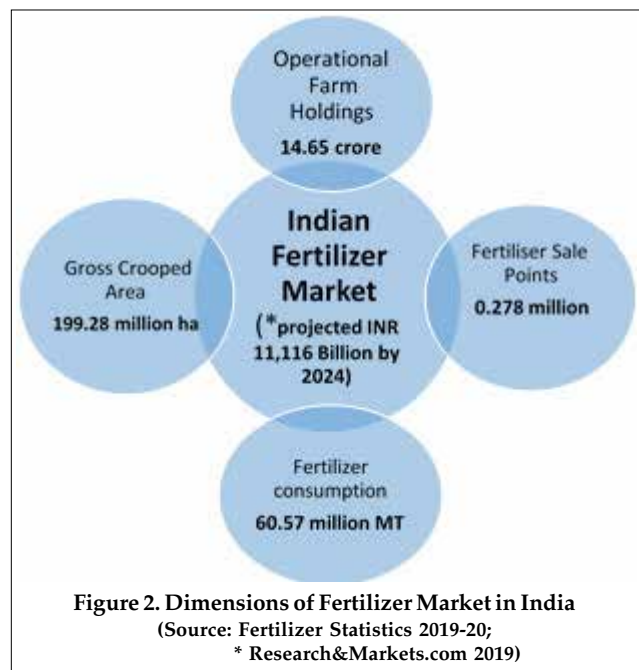 Operational
Farm
Holdings
14.65 crore
Gross Crooped
Area
199.28 million ha
Indian
Fertilizer
Market
(*projected INR
11,116 Billion by
2024)
Fertiliser Sale
Points
0.278 million
Fertilizer
consumption
60.57 million MT
Figure 2. Dimensions of Fertilizer Market in India
(Source: Fertilizer Statistics 2019-20;
* Research&Markets.com 2019)